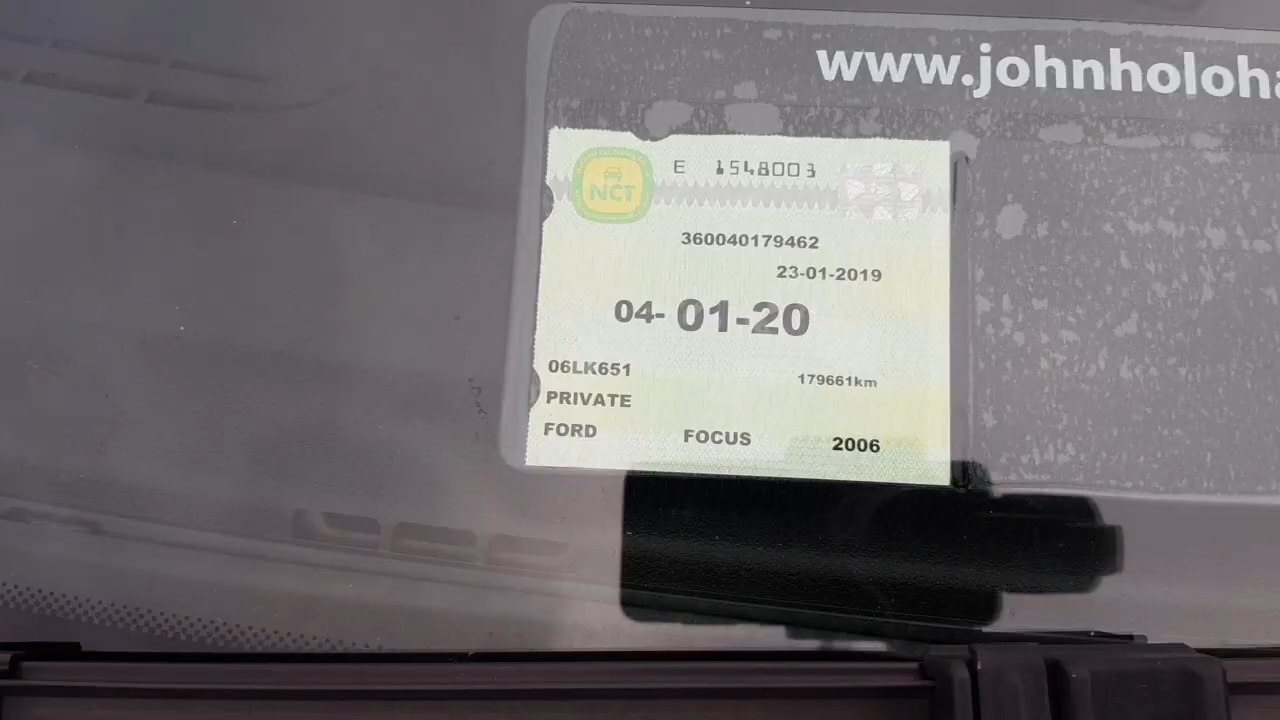 www.johnholoha
NCT
E 1548003
360040179462
23-01-2019
04-01-20
06LK651
179661km
PRIVATE
FORD FOCUS 2006